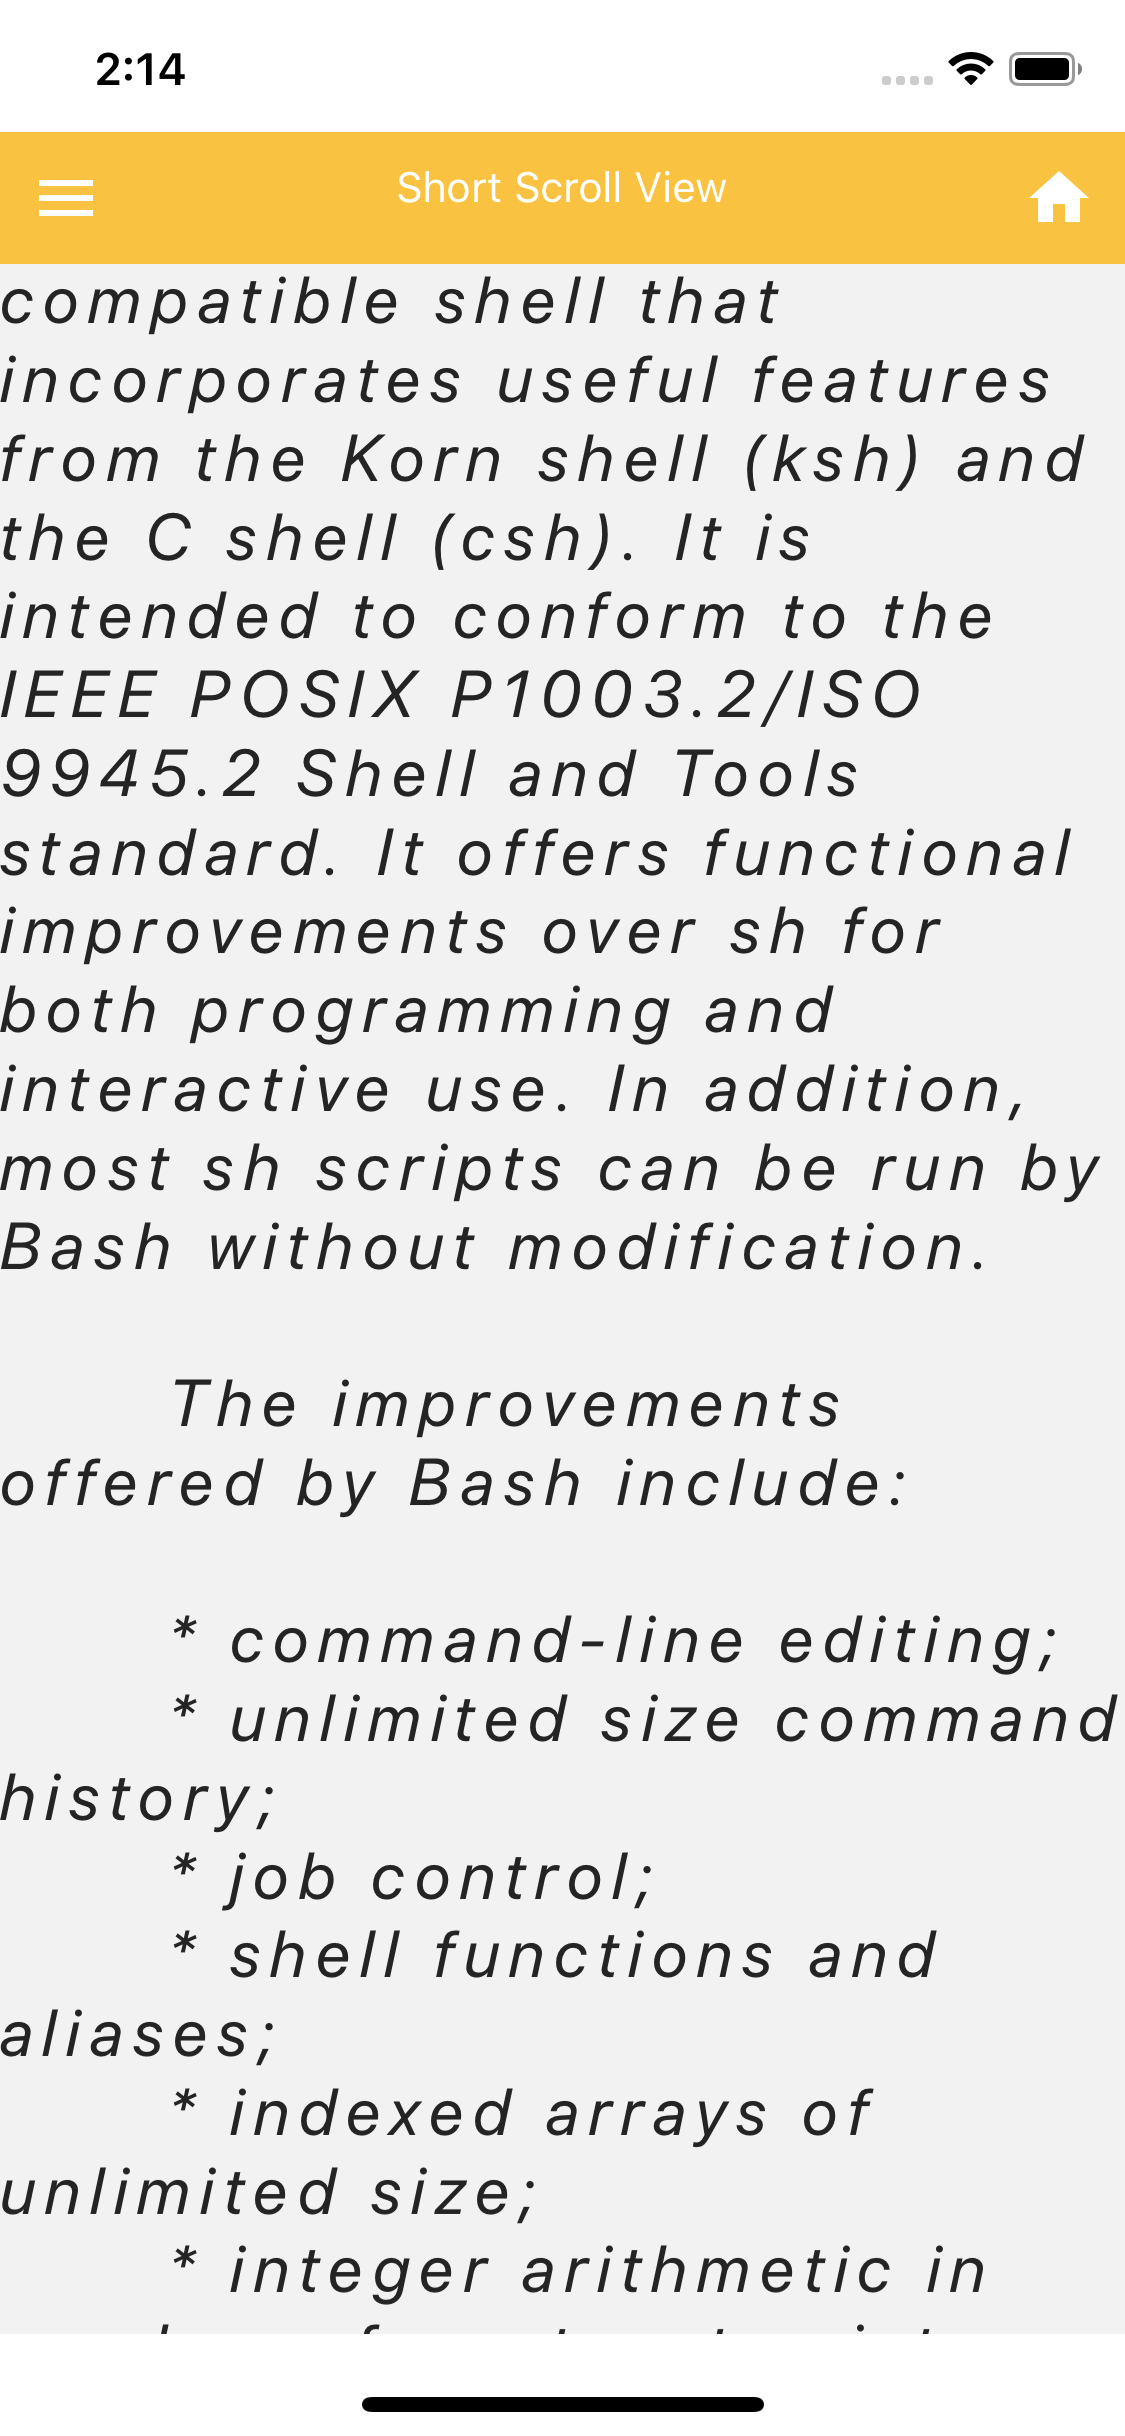 2:14
Short Scroll View
compatible shell that
incorporates useful features
from the Korn shell (ksh) and
the C shell (csh). It is
intended to conform to the
IEEE POSIX P1003.2/ISO
9945.2 Shell and Tools
standard. It offers functional
improvements over sh for
both programming and
interactive use. In addition,
most sh scripts can be run by
Bash without modification.
The improvements
offered by Bash include:
* command-line editing;
* unlimited size command
history;
* job control;
* shell functions and
aliases;
* indexed arrays of
unlimited size;
* integer arithmetic in